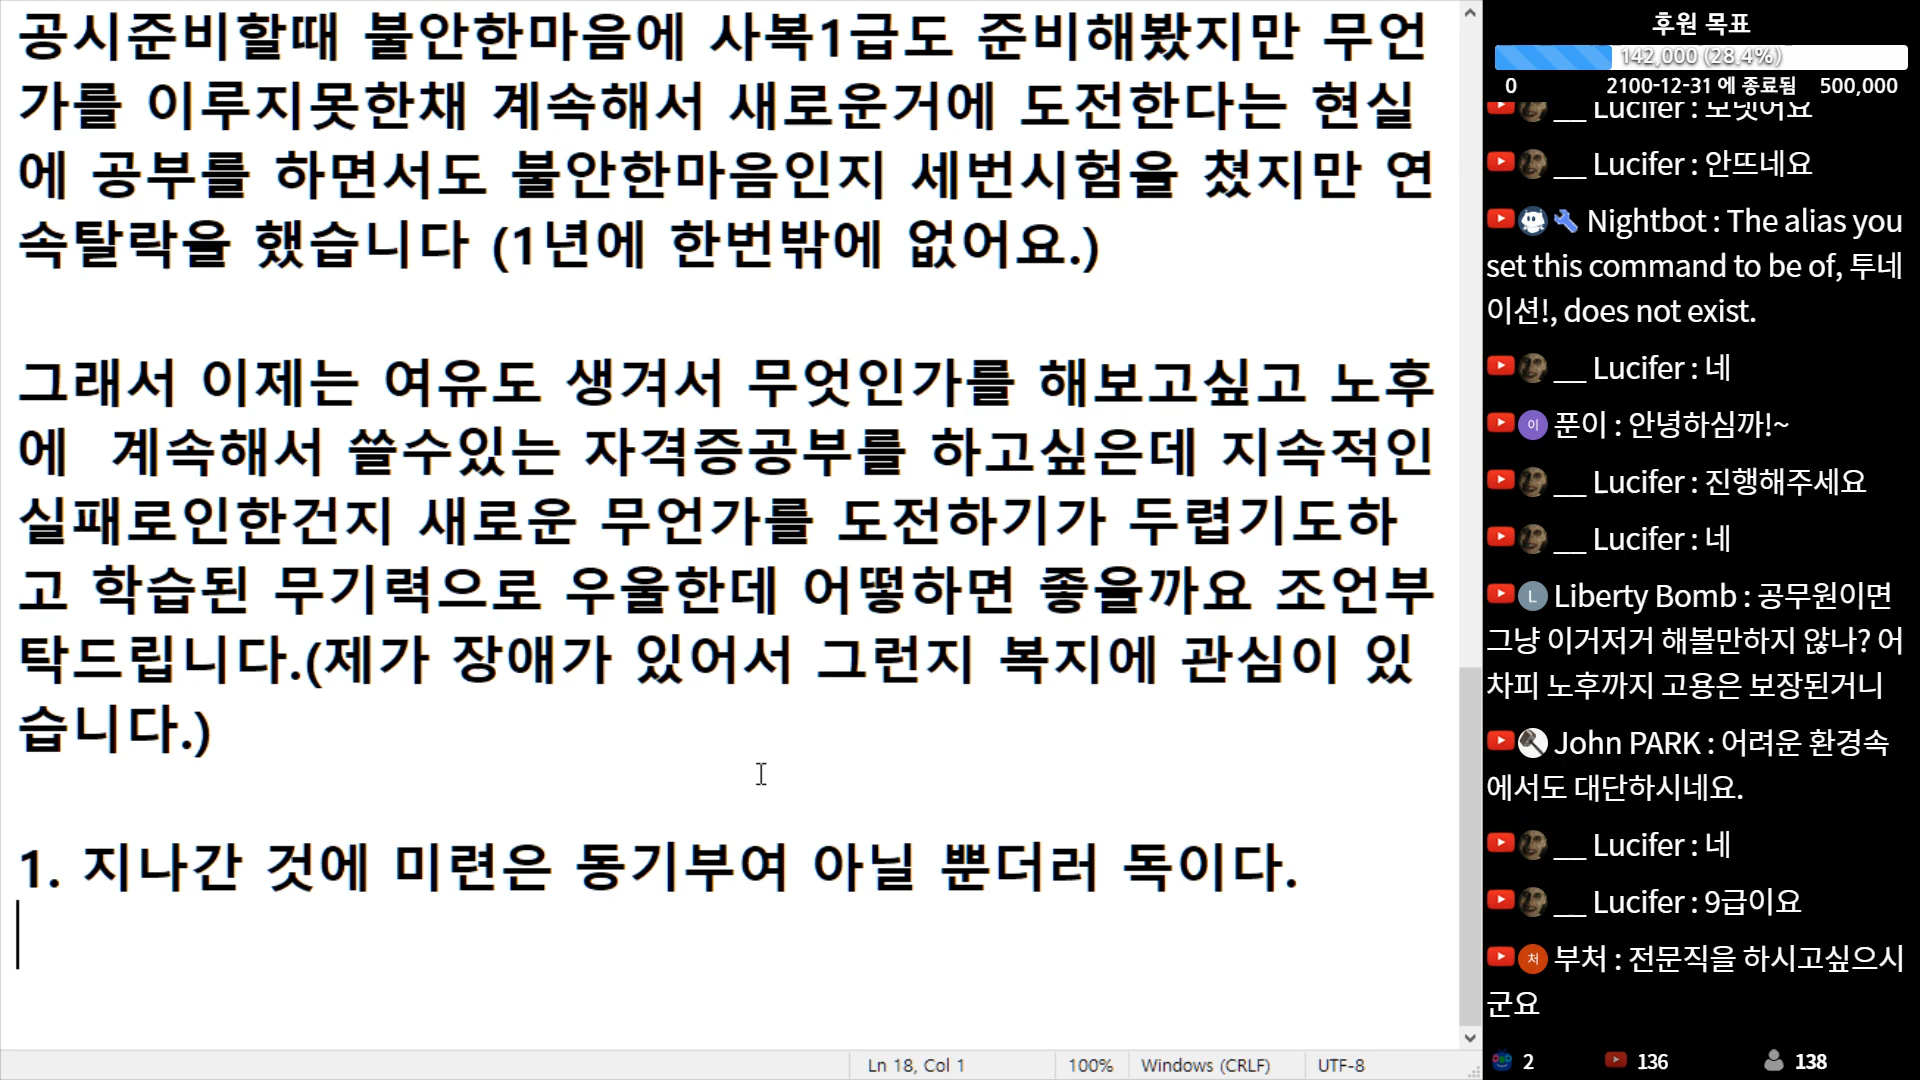 공시준비할때 불안한마음에 사복1급도 준비해봤지만 무언
가를 이루지못한채 계속해서 새로운거에 도전한다는 현실
에 공부를 하면서도 불안한마음인지 세번시험을 쳤지만 연
속탈락을 했습니다 (1년에 한번밖에 없어요.)
그래서 이제는 여유도 생겨서 무엇인가를 해보고싶고 노후
에  계속해서 쓸수있는 자격증공부를 하고싶은데 지속적인
실패로인한건지 새로운 무언가를 도전하기가 두렵기도하
고 학습된 무기력으로 우울한데 어떻하면 좋을까요 조언부
탁드립니다.(제가 장애가 있어서 그런지 복지에 관심이 있
습니다.)
1. 지나간 것에 미련은 동기부여 아닐 뿐더러 독이다.
Ln 18, Col 1
100%
Windows (CRLF)
UTF-8
후원 목표
142,000 (28.4%)
0
2100-12-31 에 종료됨
500,000
__ Lucifer : 보냇어요
__ Lucifer : 안뜨네요
Nightbot : The alias you
set this command to be of, 투네
이션!, does not exist.
__ Lucifer : 네
이 푼이 : 안녕하심까!~
__ Lucifer : 진행해주세요
__ Lucifer : 네
L Liberty Bomb : 공무원이면
그냥 이거저거 해볼만하지 않나? 어
차피 노후까지 고용은 보장된거니
John PARK : 어려운 환경속
에서도 대단하시네요.
__ Lucifer : 네
__ Lucifer : 9급이요
처 부처 : 전문직을 하시고싶으시
군요
2
136
138